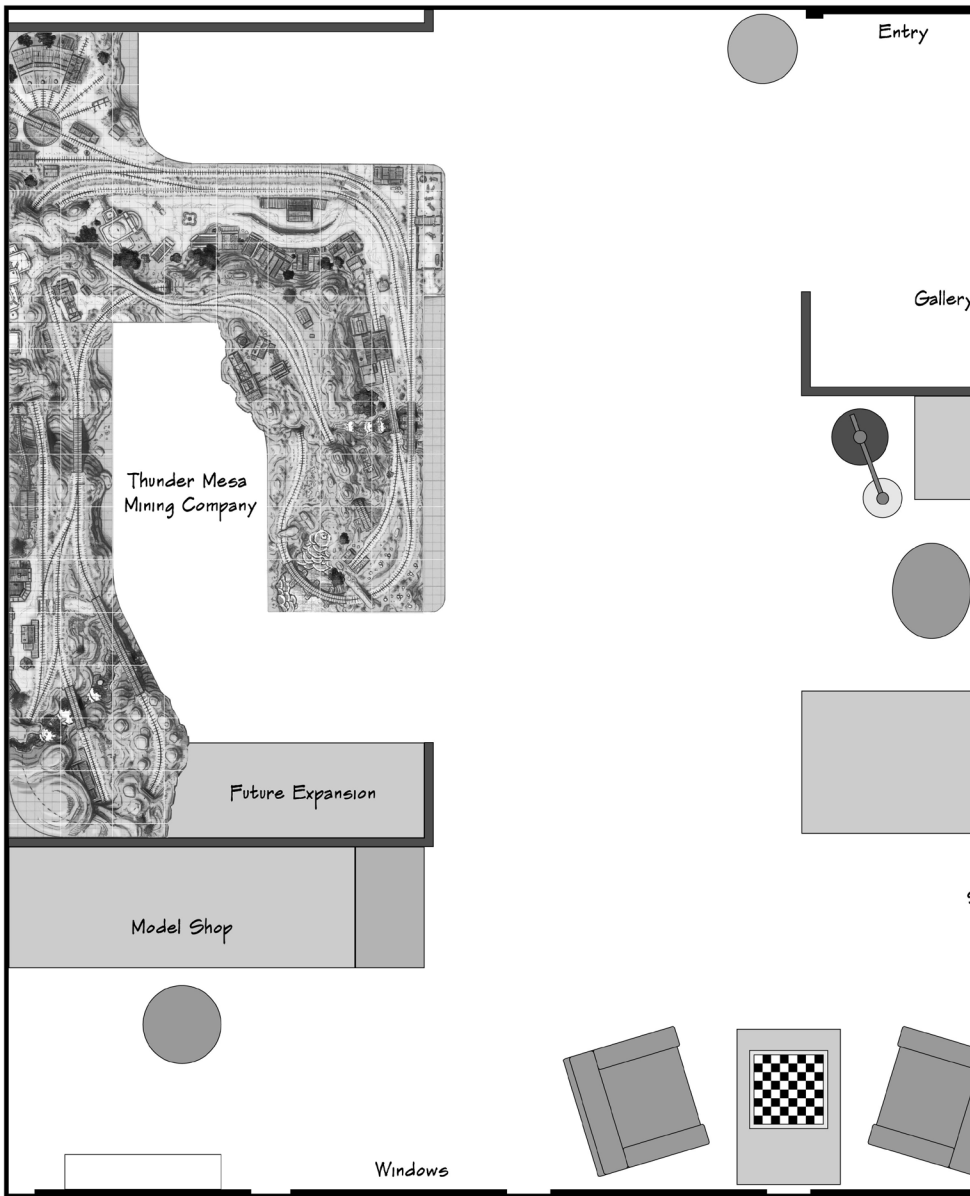 Entry
Gallery
Thunder Mesa
Mining Company
Future Expansion
Model Shop
Windows